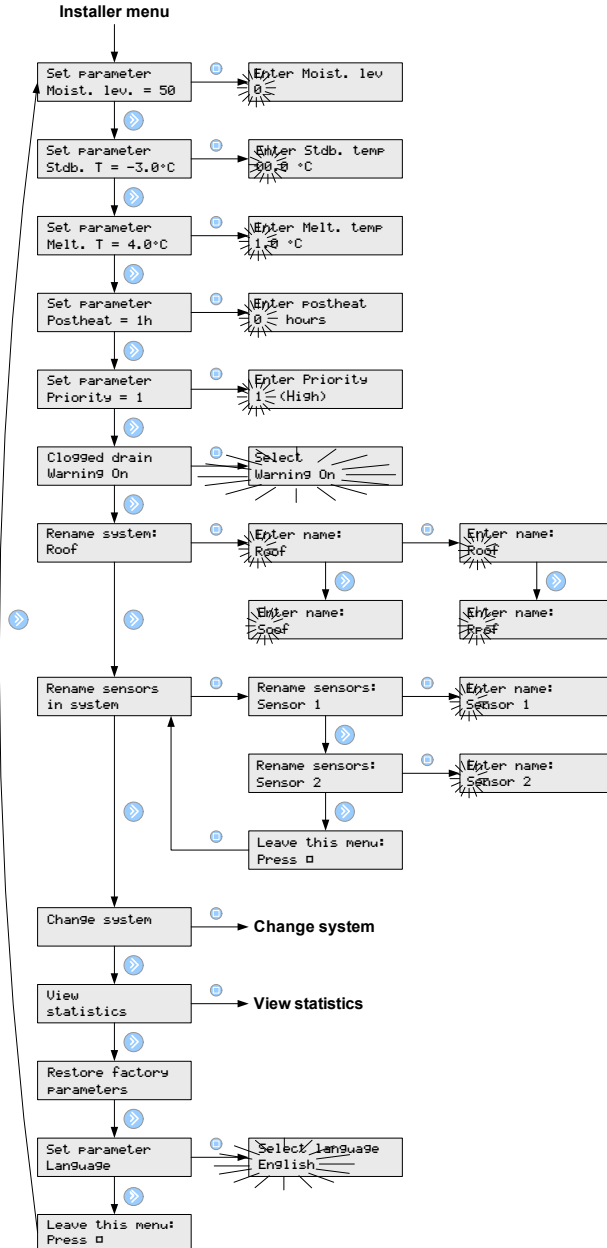 Installer menu
Set parameter
Moist. lev. = 50
Enter Moist. lev
0
Set parameter
Stdb. T = -3.0°C
Enter Stdb. temp
00.0 °C
Set parameter
Melt. T = 4.0°C
Enter Melt. temp
1.0 °C
Set parameter
Postheat = 1h
Enter postheat
0 hours
Set parameter
Priority = 1
Enter Priority
1 (High)
Clogged drain
Warning On
Select
Warning On
Rename system:
Roof
Enter name:
Roof
Enter name:
Roof
Enter name:
Soof
Enter name:
Rpof
Rename sensors
in system
Rename sensors:
Sensor 1
Enter name:
Sensor 1
Rename sensors:
Sensor 2
Enter name:
Sensor 2
Leave this menu:
Press □
Change system
Change system
View
statistics
View statistics
Restore factory
parameters
Set parameter
Language
Select language
English
Leave this menu:
Press □